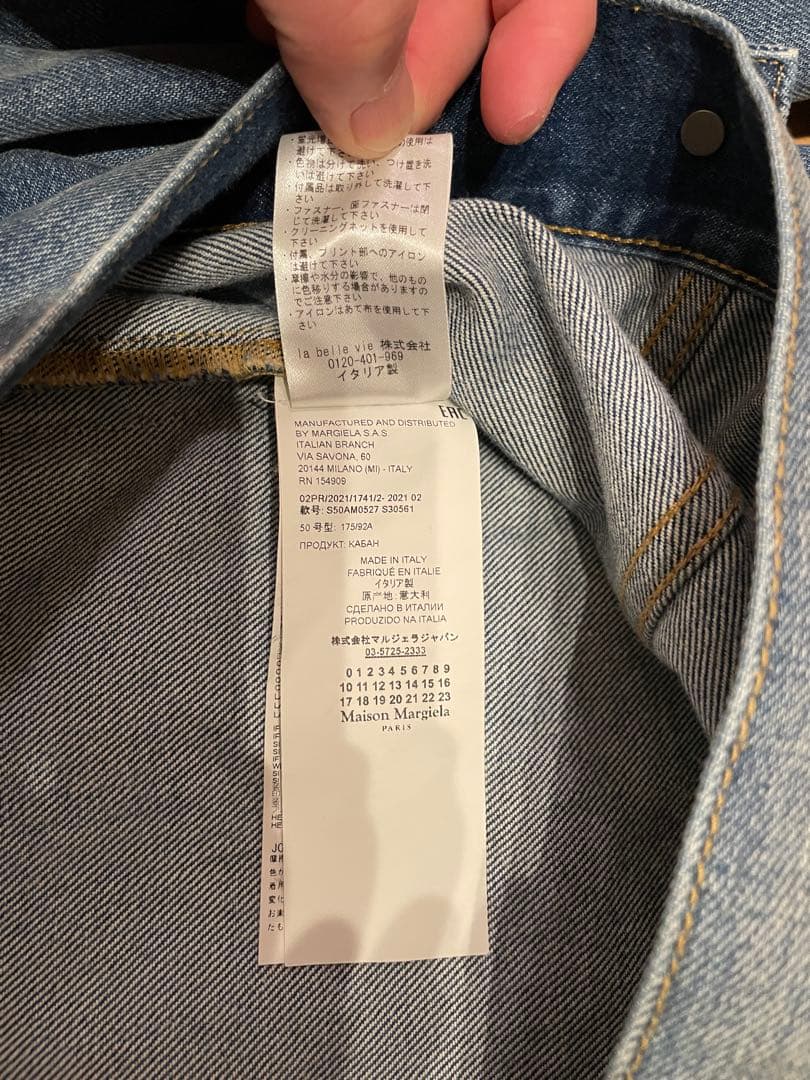 の使用は
避けて下さい
・色物は分けて洗い、つけ置き洗
いは避けて下さい
・付属品は取り外して洗濯して下
さい
・ファスナー、面ファスナーは閉
じて洗濯して下さい
・クリーニングネットを使用して
下さい
・付属・プリント部へのアイロン
は避けて下さい
・摩擦や水分の影響で、他のもの
に色移りする場合がありますの
でご注意下さい
・アイロンはあて布を使用して下
さい
la belle vie 株式会社
0120-401-969
イタリア製
EAC
MANUFACTURED AND DISTRIBUTED
BY MARGIELA S.A.S.
ITALIAN BRANCH
VIA SAVONA, 60
20144 MILANO (MI) - ITALY
RN 154909
02PR/2021/1741/2- 2021 02
款号: S50AM0527 S30561
50 号型: 175/92A
ПРОДУКТ: КАБАН
MADE IN ITALY
FABRIQUÉ EN ITALIE
イタリア製
原产地:意大利
СДЕЛАНО В ИТАЛИИ
PRODUZIDO NA ITALIA
株式会社マルジェラジャパン
03-5725-2333
0 1 2 3 4 5 6 7 8 9
10 11 12 13 14 15 16
17 18 19 20 21 22 23
Maison Margiela
PARIS